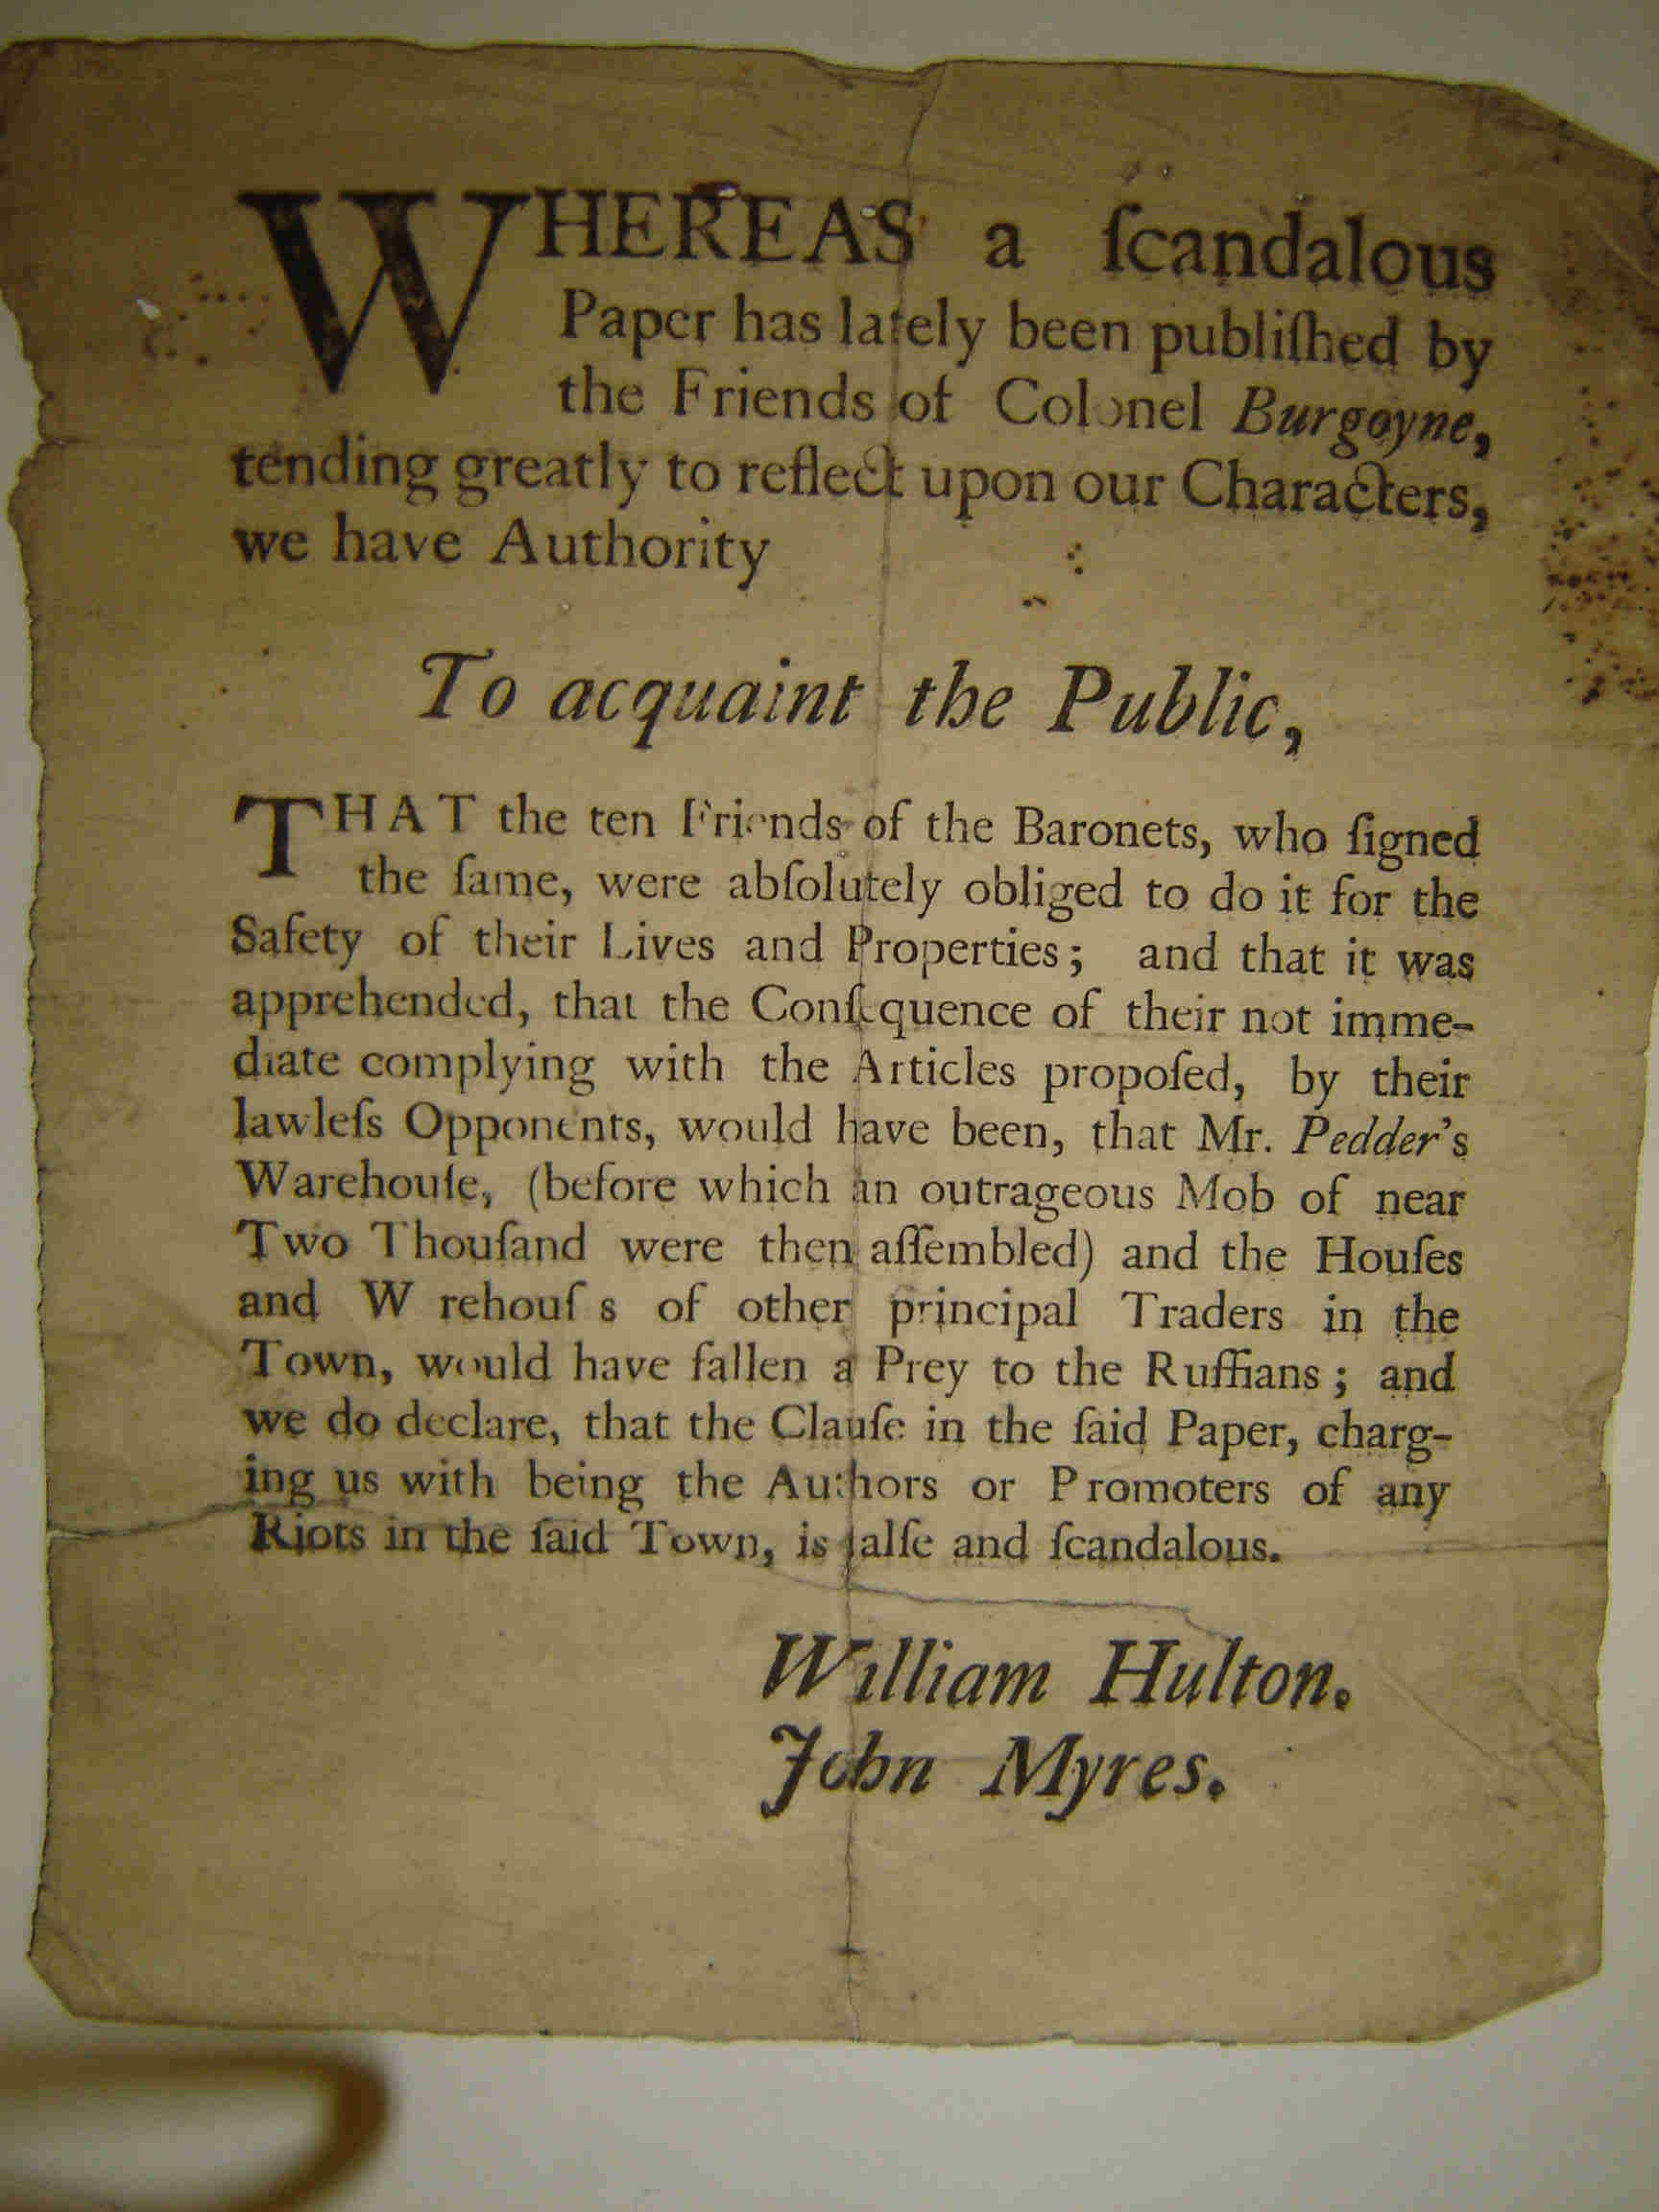 WHEREAS a ſcandalous
Paper has lately been publiſhed by
the Friends of Colonel Burgoyne,
tending greatly to reflect upon our Characters,
we have Authority
To acquaint the Public,
THAT the ten Friends of the Baronets, who ſigned
the ſame, were abſolutely obliged to do it for the
Safety of their Lives and Properties; and that it was
apprehended, that the Conſequence of their not imme-
diate complying with the Articles propoſed, by their
lawleſs Opponents, would have been, that Mr. Pedder's
Warehouſe, (before which an outrageous Mob of near
Two Thouſand were then aſſembled) and the Houſes
and W rehouſ s of other principal Traders in the
Town, would have fallen a Prey to the Ruffians; and
we do declare, that the Clauſe in the ſaid Paper, charg-
ing us with being the Authors or Promoters of any
Riots in the ſaid Town, is falſe and ſcandalous.
William Hulton.
John Myres.